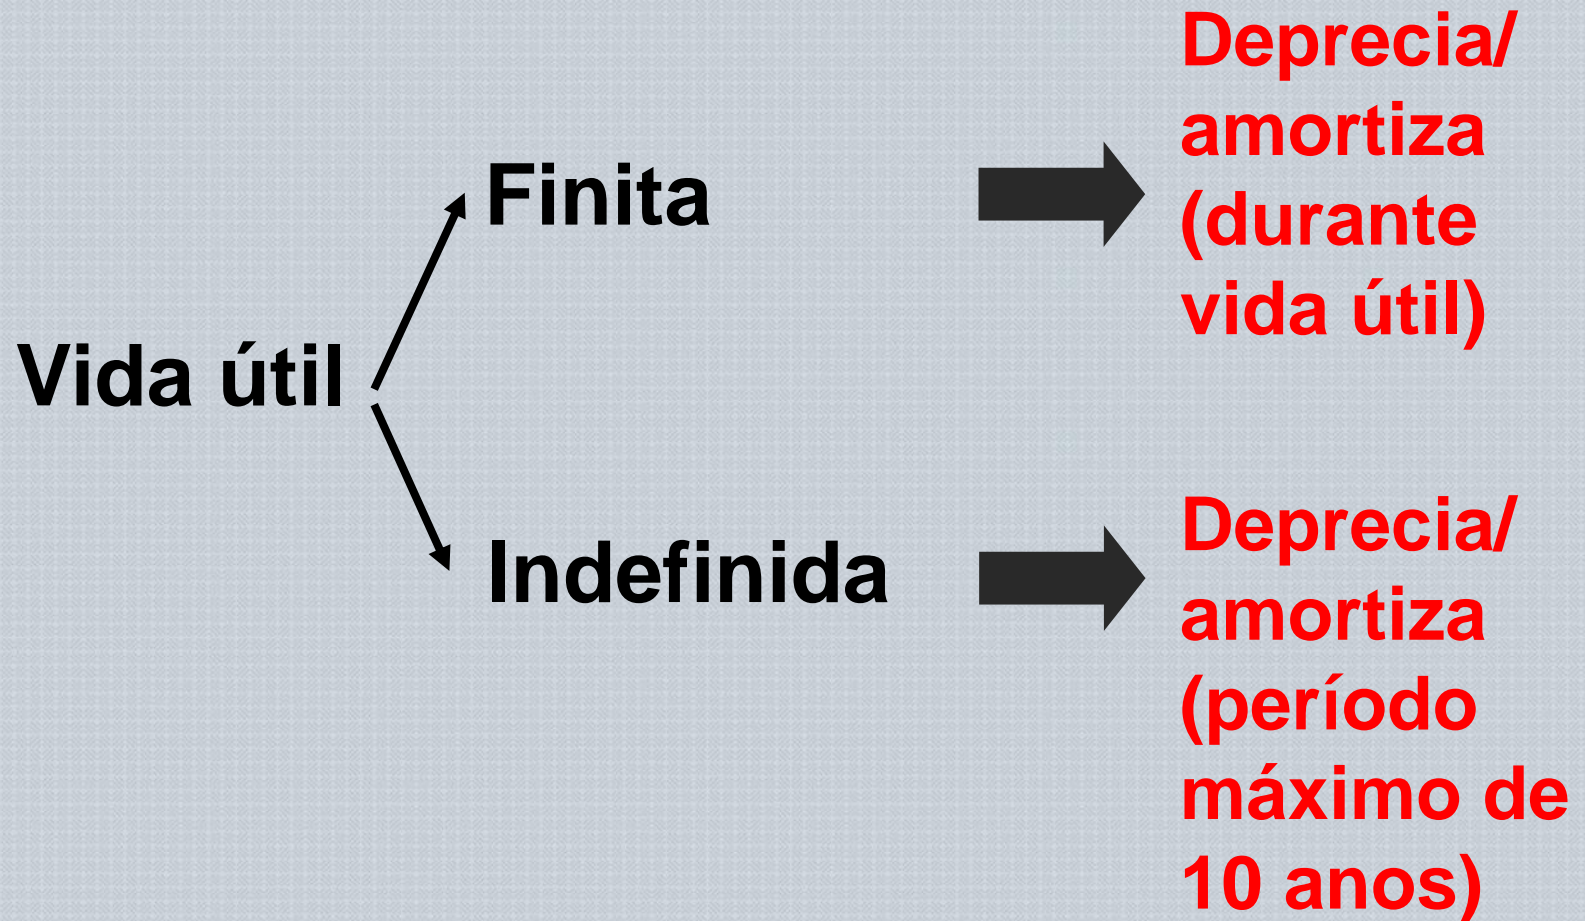 Vida útil
Finita
Deprecia/
amortiza
(durante
vida útil)
Indefinida
Deprecia/
amortiza
(período
máximo de
10 anos)